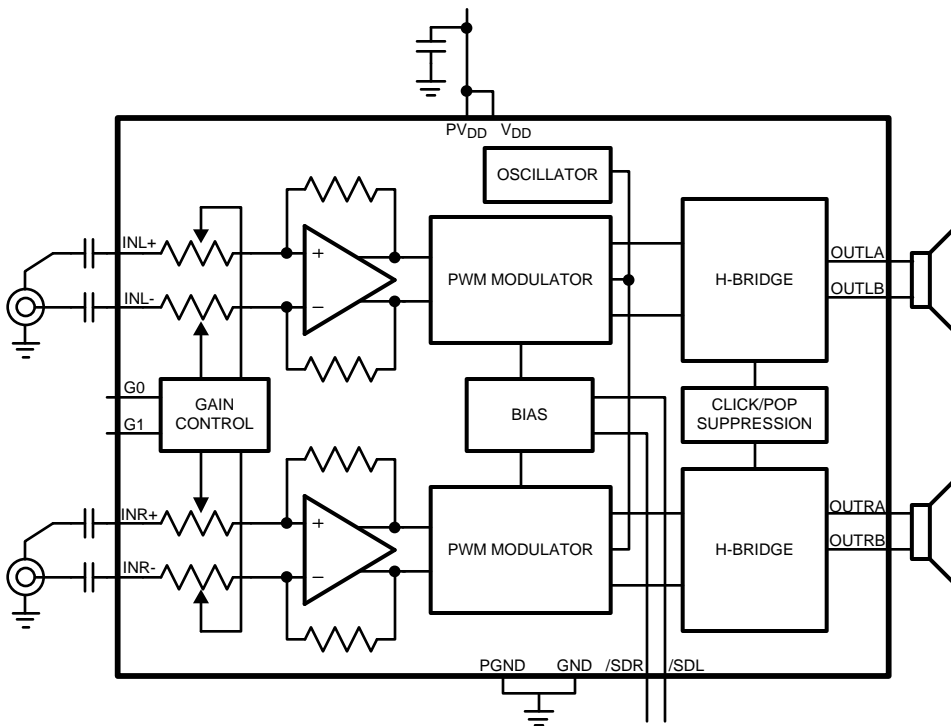 PVDD VDD
OSCILLATOR
INL+
+
PWM MODULATOR
H-BRIDGE
OUTLA
OUTLB
INL-
−
G0
G1
GAIN
CONTROL
BIAS
CLICK/POP
SUPPRESSION
INR+
+
PWM MODULATOR
H-BRIDGE
OUTRA
OUTRB
INR-
−
PGND GND /SDR /SDL